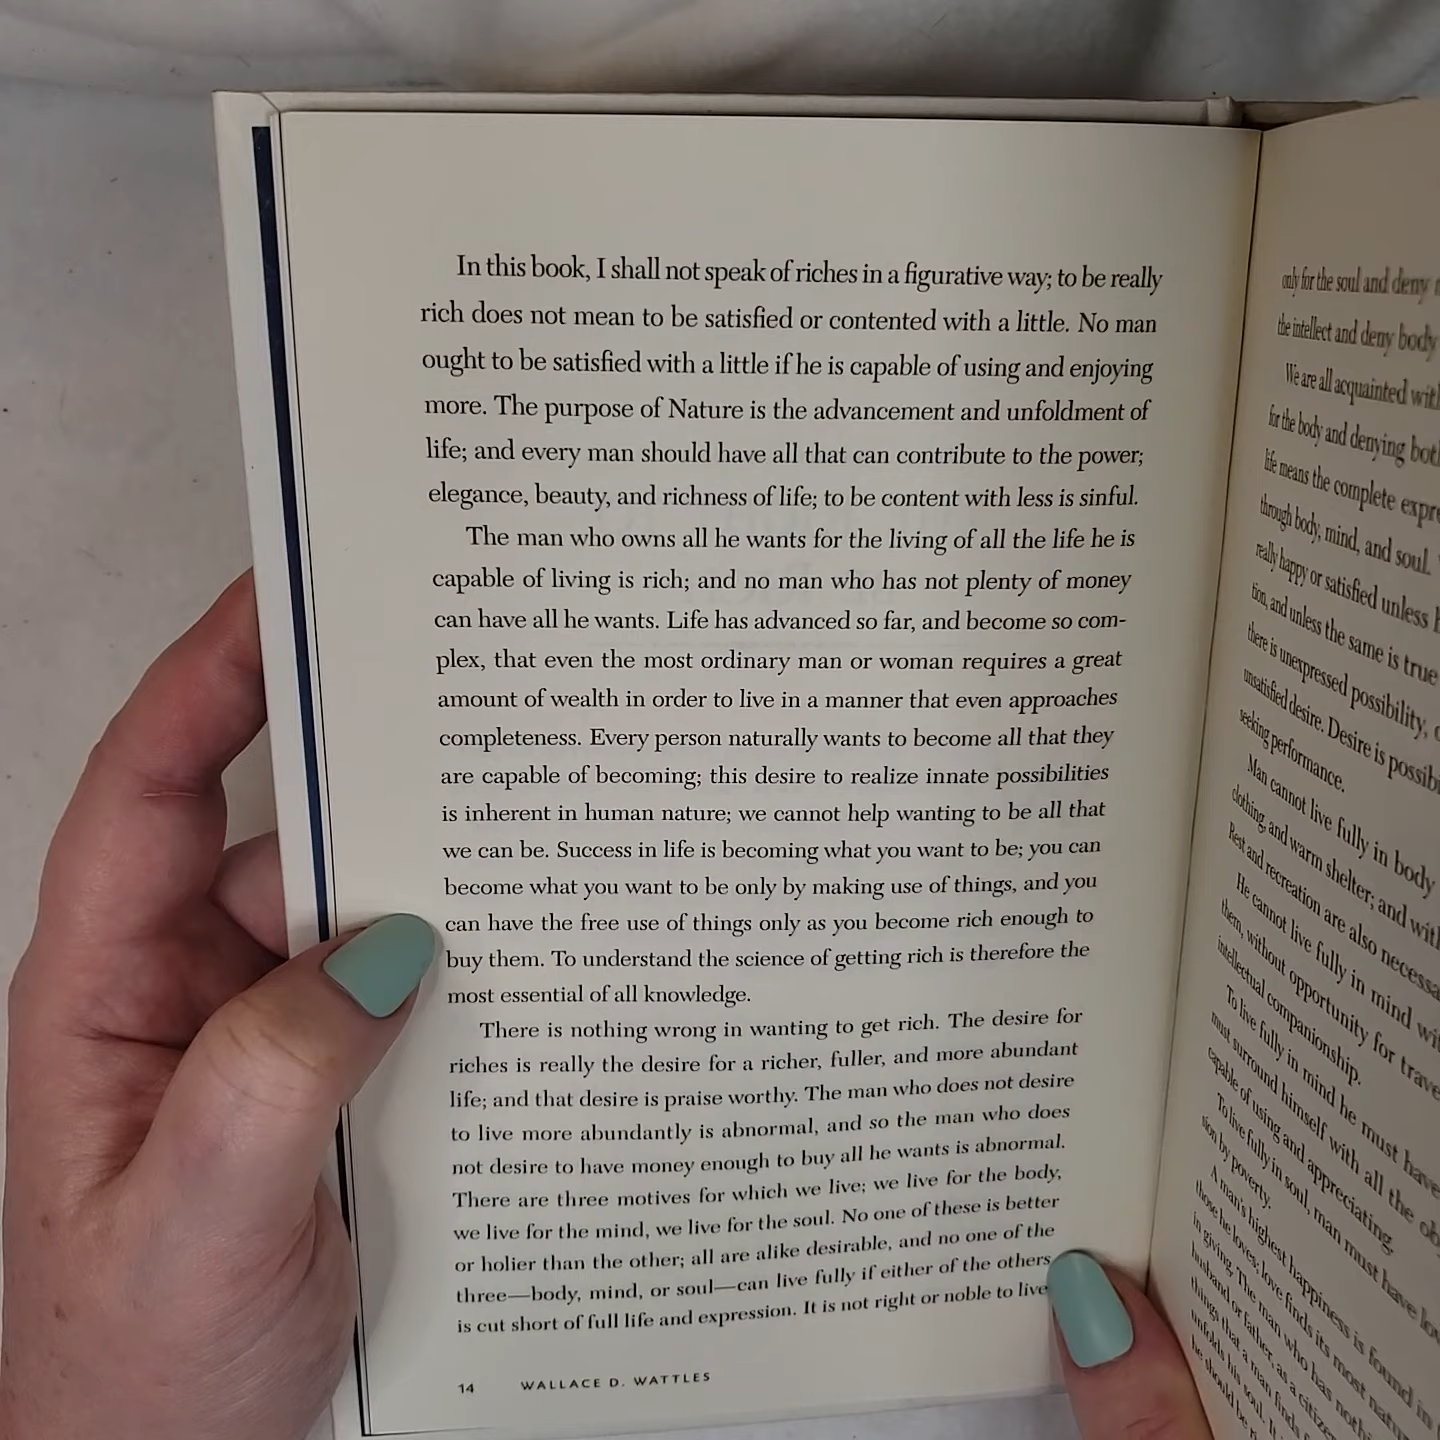 In this book, I shall not speak of riches in a figurative way; to be really
rich does not mean to be satisfied or contented with a little. No man
ought to be satisfied with a little if he is capable of using and enjoying
more. The purpose of Nature is the advancement and unfoldment of
life; and every man should have all that can contribute to the power;
elegance, beauty, and richness of life; to be content with less is sinful.
The man who owns all he wants for the living of all the life he is
capable of living is rich; and no man who has not plenty of money
can have all he wants. Life has advanced so far, and become so com-
plex, that even the most ordinary man or woman requires a great
amount of wealth in order to live in a manner that even approaches
completeness. Every person naturally wants to become all that they
are capable of becoming; this desire to realize innate possibilities
is inherent in human nature; we cannot help wanting to be all that
we can be. Success in life is becoming what you want to be; you can
become what you want to be only by making use of things, and you
can have the free use of things only as you become rich enough to
buy them. To understand the science of getting rich is therefore the
most essential of all knowledge.
There is nothing wrong in wanting to get rich. The desire for
riches is really the desire for a richer, fuller, and more abundant
life; and that desire is praise worthy. The man who does not desire
to live more abundantly is abnormal, and so the man who does
not desire to have money enough to buy all he wants is abnormal.
There are three motives for which we live; we live for the body,
we live for the mind, we live for the soul. No one of these is better
or holier than the other; all are alike desirable, and no one of the
three—body, mind, or soul—can live fully if either of the others
is cut short of full life and expression. It is not right or noble to live
14 WALLACE D. WATTLES
only for the soul and deny
the intellect and deny body
We are all acquainted with
for the body and denying both
life means the complete
through body, mind, and soul.
really happy or satisfied unless
tion, and unless the same is true
there is unexpressed possibility,
unsatisfied desire. Desire is
seeking performance.
Man cannot live fully in body
clothing, and warm shelter; and
Rest and recreation are also
He cannot live fully in mind
them, without opportunity for
intellectual companionship.
To live fully in mind he must have
must surround himself with all the
capable of using and appreciating.
To live fully in soul, man must have
tion by poverty.
A man's highest happiness is found in
those he loves; love finds its most
in giving. The man who has
husband or father, as a
things that a man finds
unfolds his soul. It
he should be